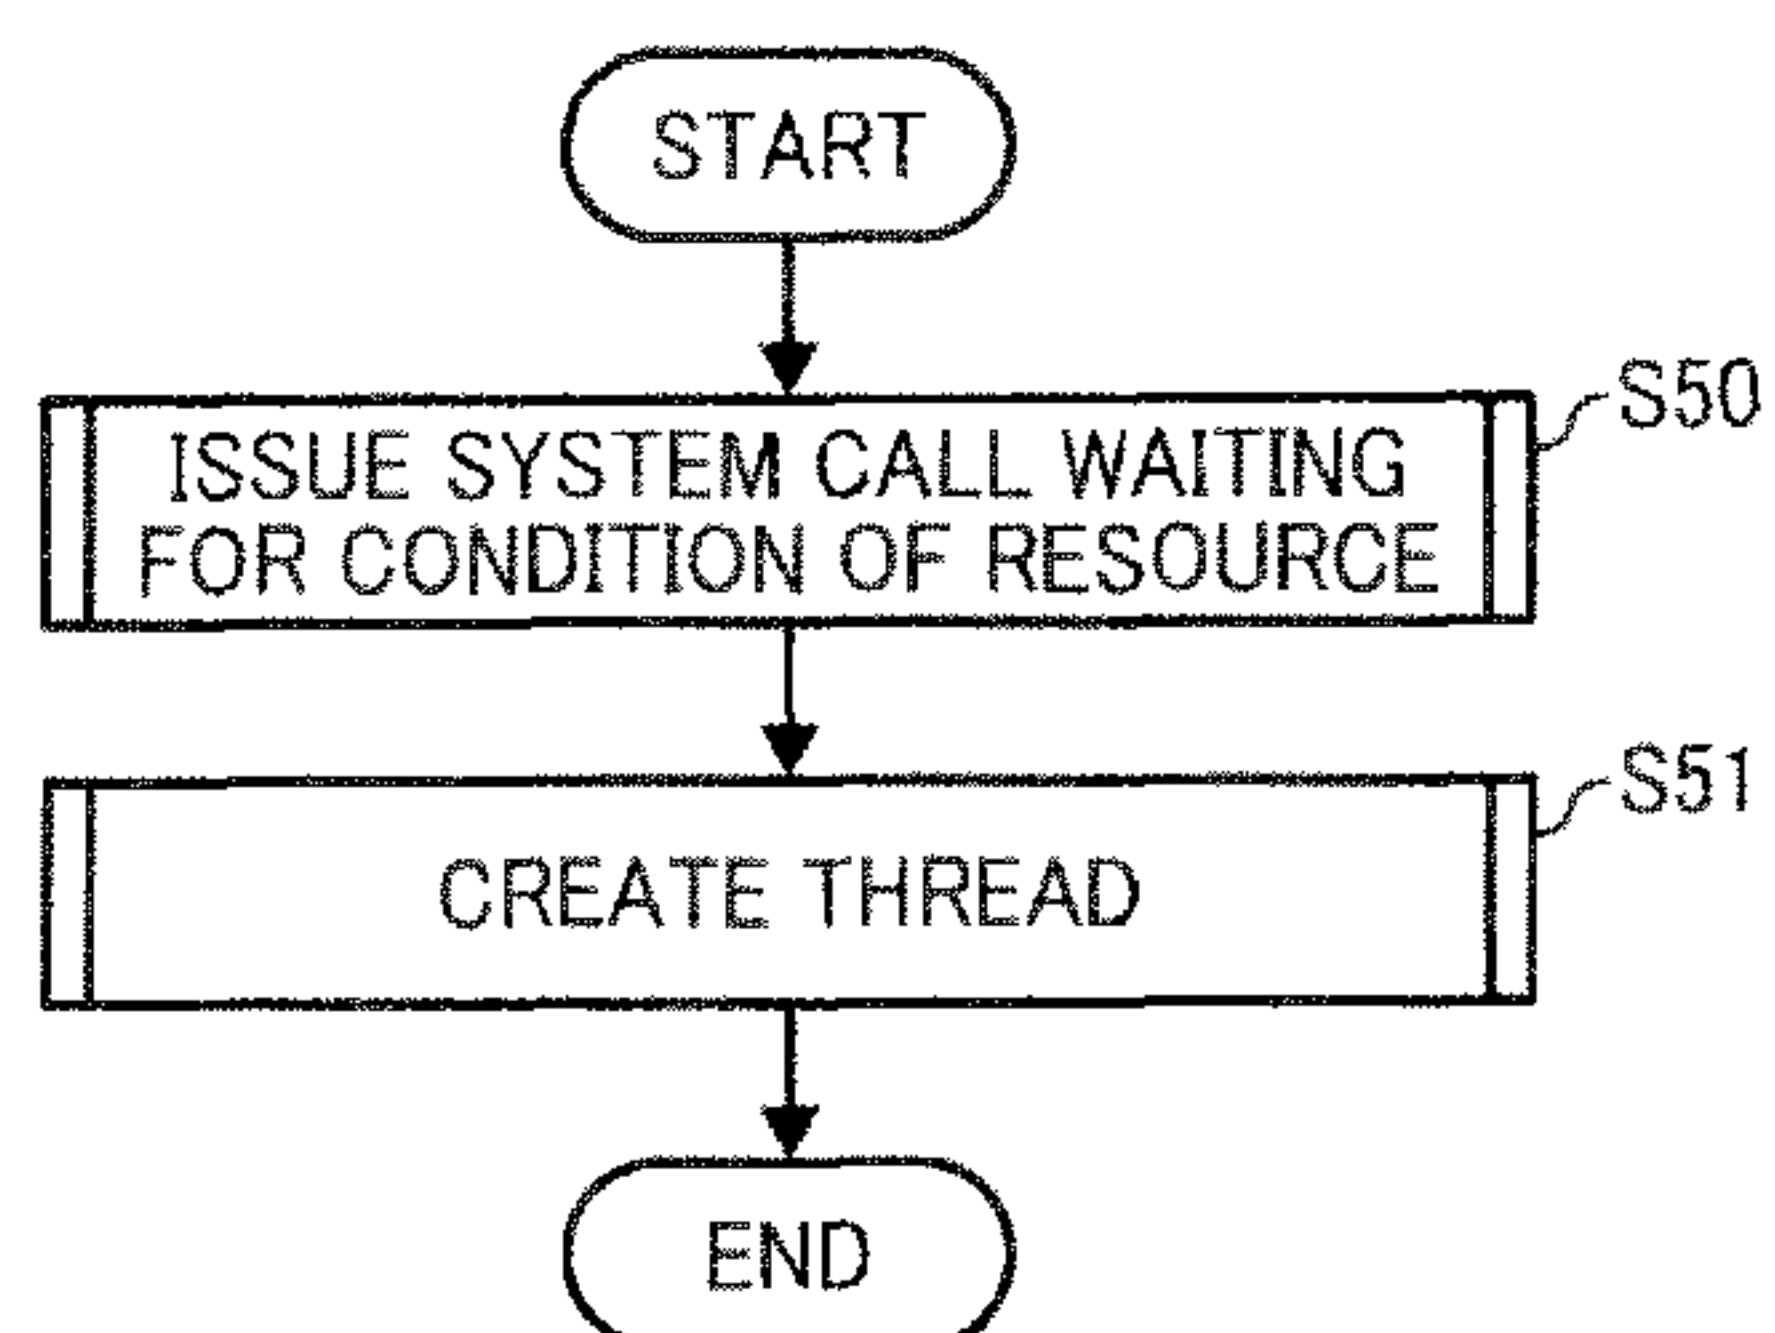 START
S50
ISSUE SYSTEM CALL WAITING
FOR CONDITION OF RESOURCE
S51
CREATE THREAD
END